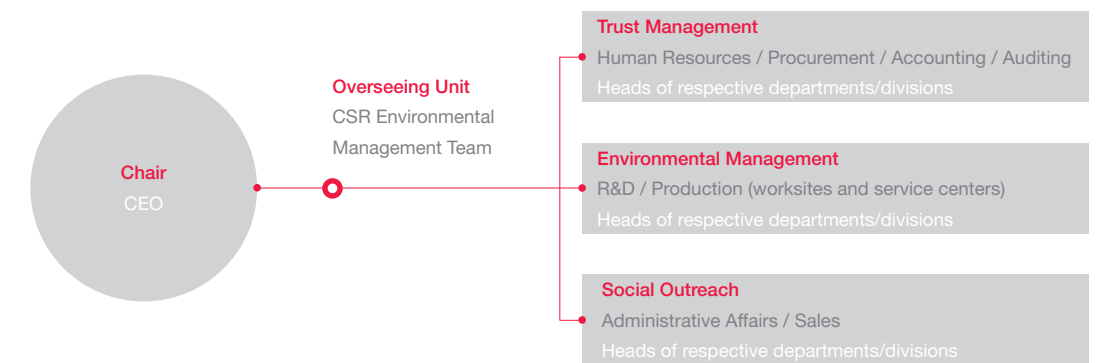 Chair
CEO
Overseeing Unit
CSR Environmental
Management Team
Trust Management
Human Resources / Procurement / Accounting / Auditing
Heads of respective departments/divisions
Environmental Management
R&D / Production (worksites and service centers)
Heads of respective departments/divisions
Social Outreach
Administrative Affairs / Sales
Heads of respective departments/divisions